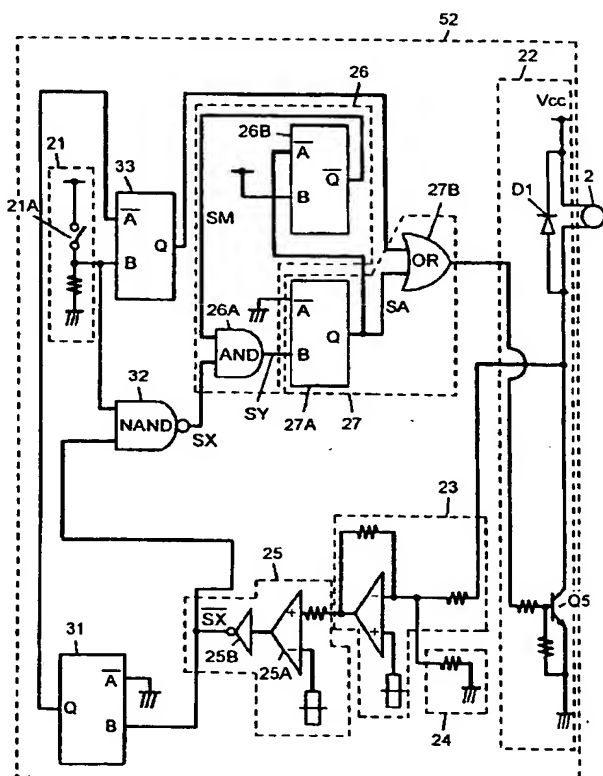 52
22
26
Vcc
26B
A
Q
B
21
33
21A
A
B
Q
SM
27B
D1
2
OR
26A
A
Q
SA
AND
B
SY
27A
27
32
NAND
SX
23
25
SX
31
25B
25A
24
A
Q
B
Q5